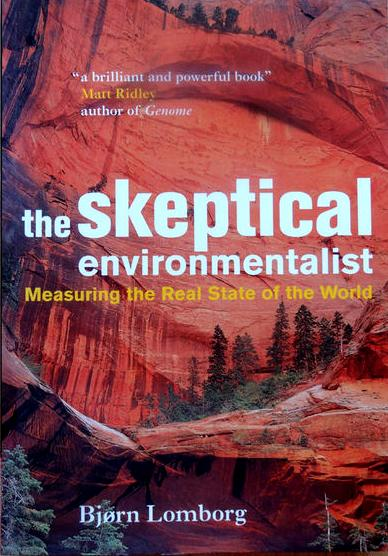 “a brilliant and powerful book”
Matt Ridley
author of Genome
the skeptical
environmentalist
Measuring the Real State of the World
Bjørn Lomborg